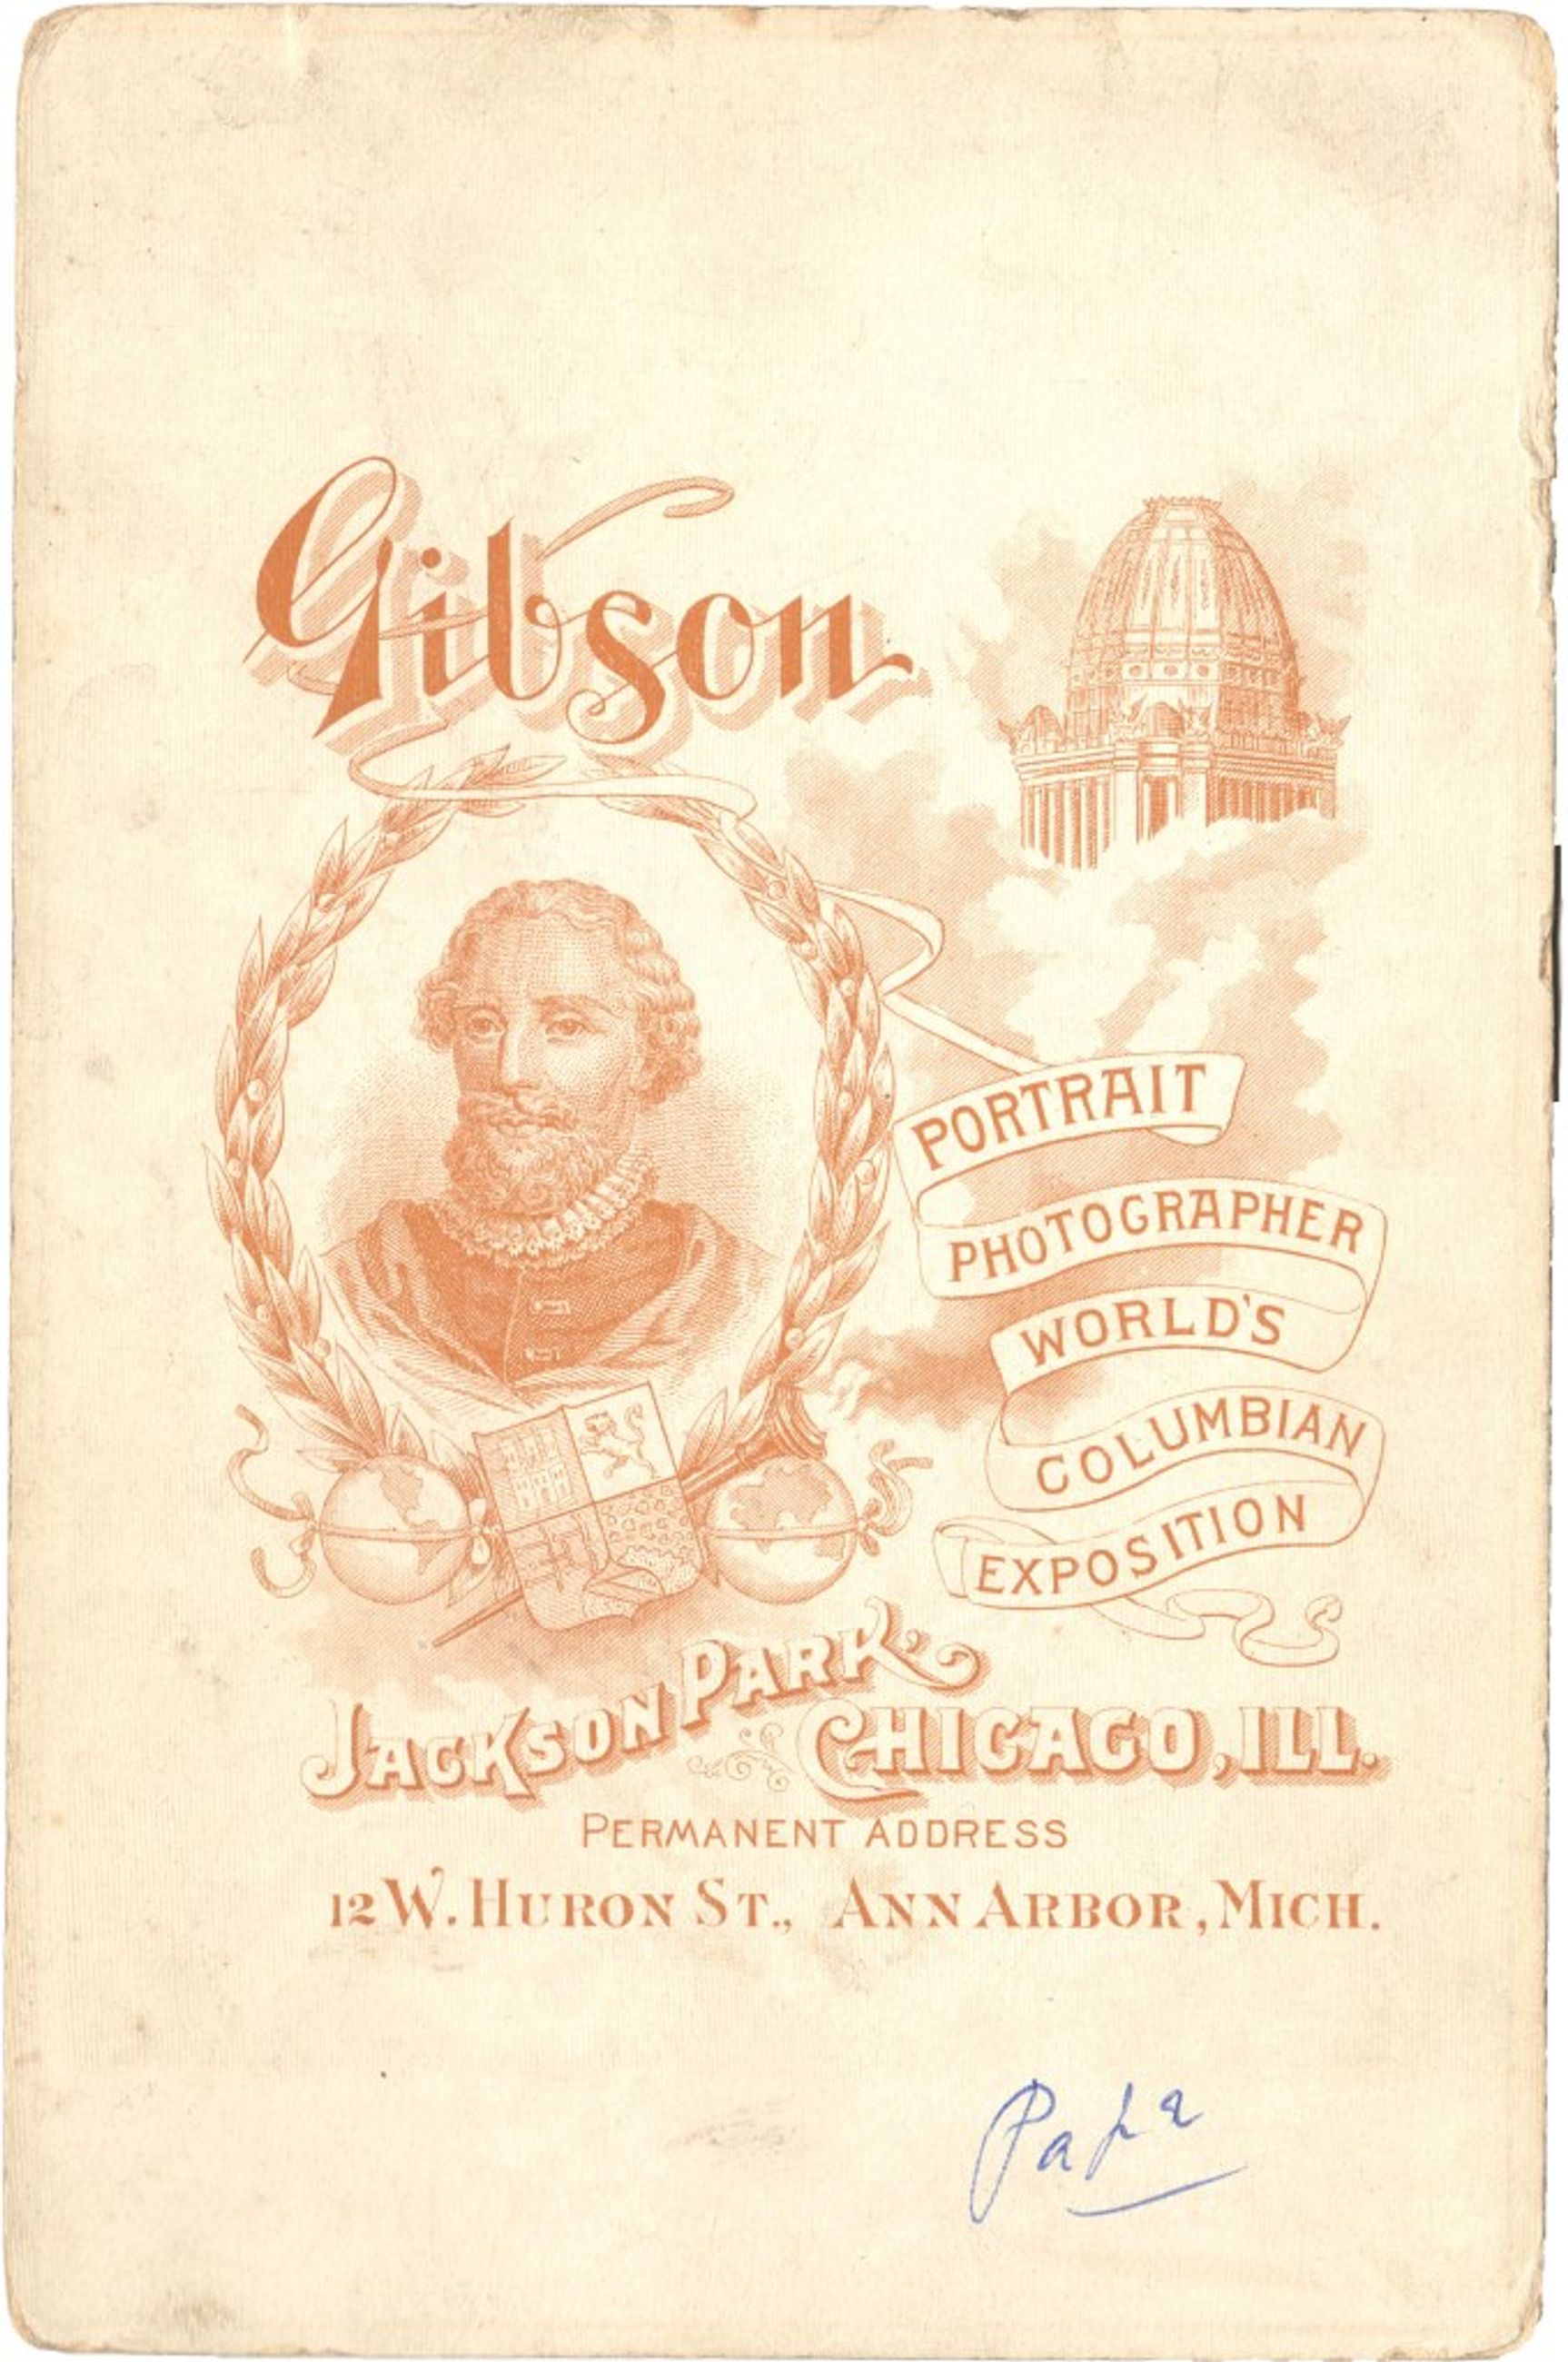 Gibson
PORTRAIT
PHOTOGRAPHER
WORLD'S
COLUMBIAN
EXPOSITION
JACKSON PARK,
CHICAGO, ILL.
PERMANENT ADDRESS
12 W. HURON ST., ANN ARBOR, MICH.
Papa